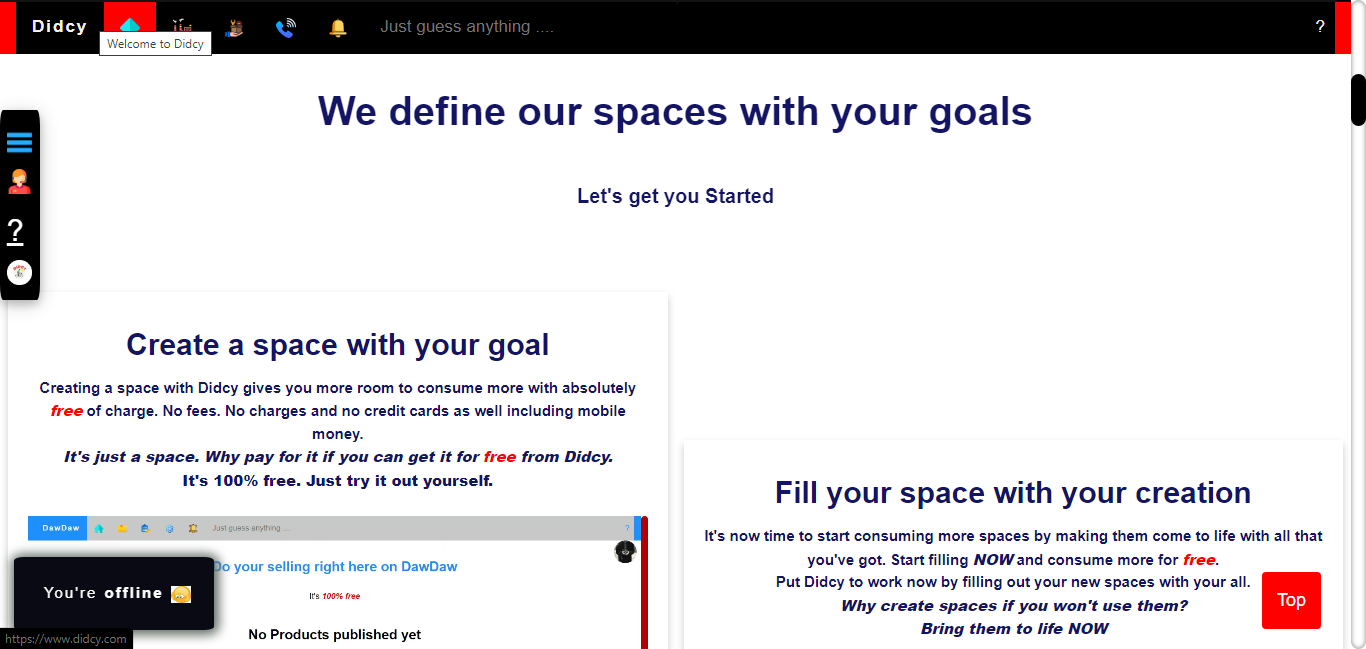 Didcy
Just guess anything ....
?
Welcome to Didcy
We define our spaces with your goals
Let's get you Started
?
Create a space with your goal
Creating a space with Didcy gives you more room to consume more with absolutely
free of charge. No fees. No charges and no credit cards as well including mobile
money.
It's just a space. Why pay for it if you can get it for free from Didcy.
It's 100% free. Just try it out yourself.
DawDaw
Just guess anything ....
?
Do your selling right here on DawDaw
It's 100% free
No Products published yet
Fill your space with your creation
It's now time to start consuming more spaces by making them come to life with all that
you've got. Start filling NOW and consume more for free.
Put Didcy to work now by filling out your new spaces with your all.
Why create spaces if you won't use them?
Bring them to life NOW
Top
You're offline
https://www.didcy.com